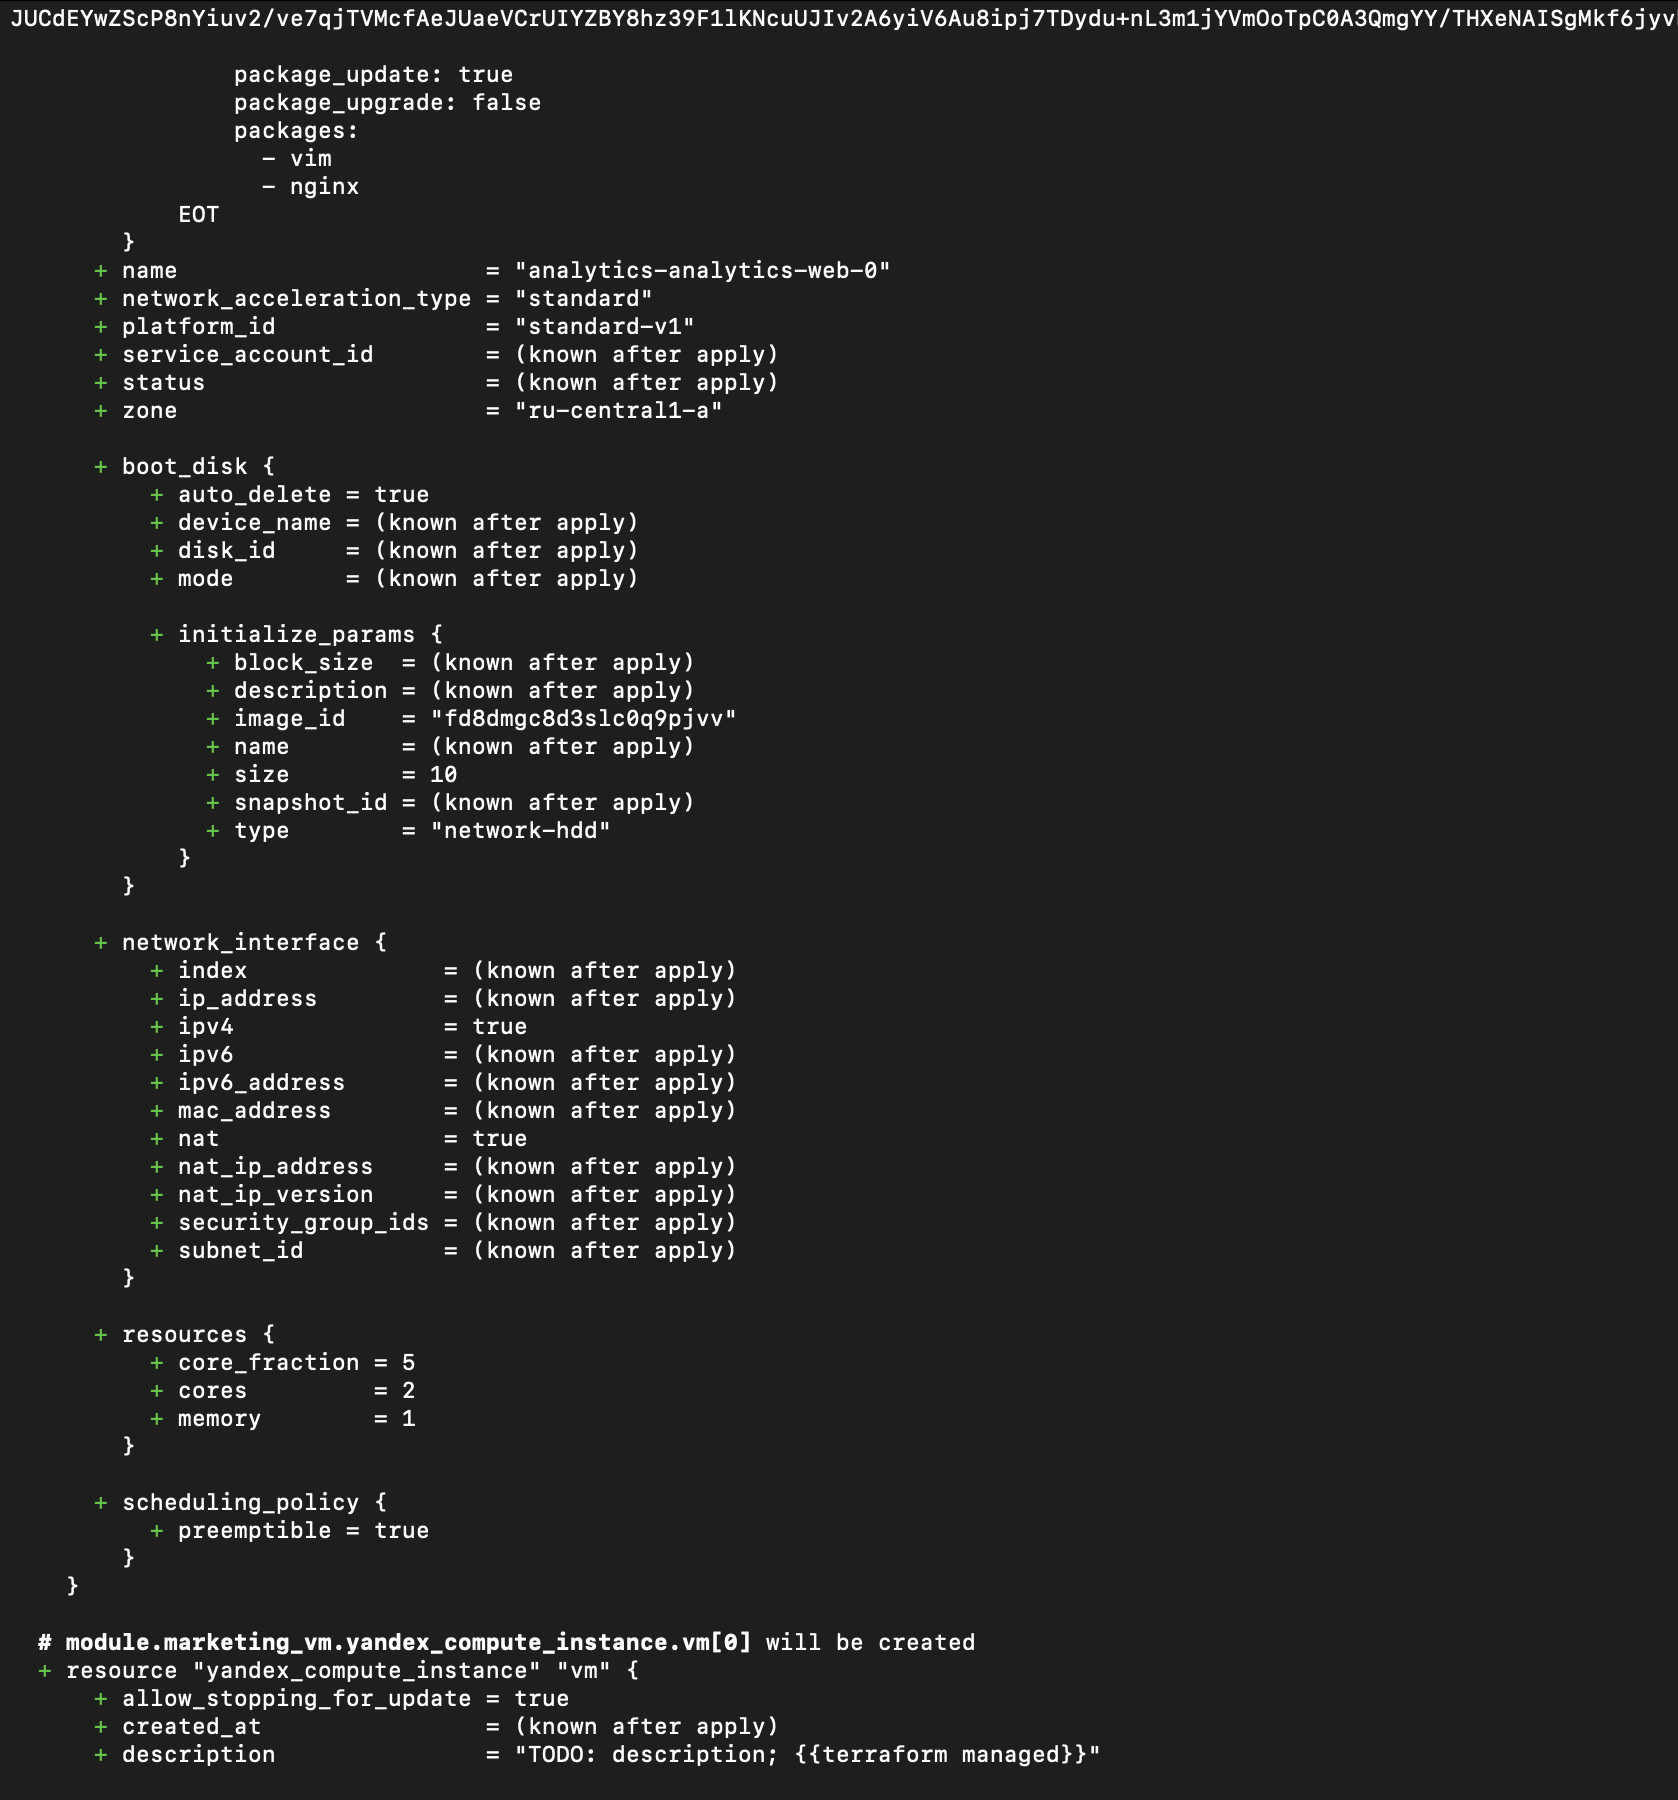 JUCdEYwZScP8nYiuv2/ve7qjTVMcfAeJUaeVCrUIYZBY8hz39F1lKNcuUJIv2A6yiV6Au8ipj7TDydu+nL3m1jYVmOoTpC0A3QmgYY/THXeNAISgMkf6jyv
package_update: true
package_upgrade: false
packages:
- vim
- nginx
EOT
}
+ name = "analytics-analytics-web-0"
+ network_acceleration_type = "standard"
+ platform_id = "standard-v1"
+ service_account_id = (known after apply)
+ status = (known after apply)
+ zone = "ru-central1-a"
+ boot_disk {
+ auto_delete = true
+ device_name = (known after apply)
+ disk_id = (known after apply)
+ mode = (known after apply)
+ initialize_params {
+ block_size = (known after apply)
+ description = (known after apply)
+ image_id = "fd8dmgc8d3slc0q9pjvv"
+ name = (known after apply)
+ size = 10
+ snapshot_id = (known after apply)
+ type = "network-hdd"
}
}
+ network_interface {
+ index = (known after apply)
+ ip_address = (known after apply)
+ ipv4 = true
+ ipv6 = (known after apply)
+ ipv6_address = (known after apply)
+ mac_address = (known after apply)
+ nat = true
+ nat_ip_address = (known after apply)
+ nat_ip_version = (known after apply)
+ security_group_ids = (known after apply)
+ subnet_id = (known after apply)
}
+ resources {
+ core_fraction = 5
+ cores = 2
+ memory = 1
}
+ scheduling_policy {
+ preemptible = true
}
}
# module.marketing_vm.yandex_compute_instance.vm[0] will be created
+ resource "yandex_compute_instance" "vm" {
+ allow_stopping_for_update = true
+ created_at = (known after apply)
+ description = "TODO: description; {{terraform managed}}"